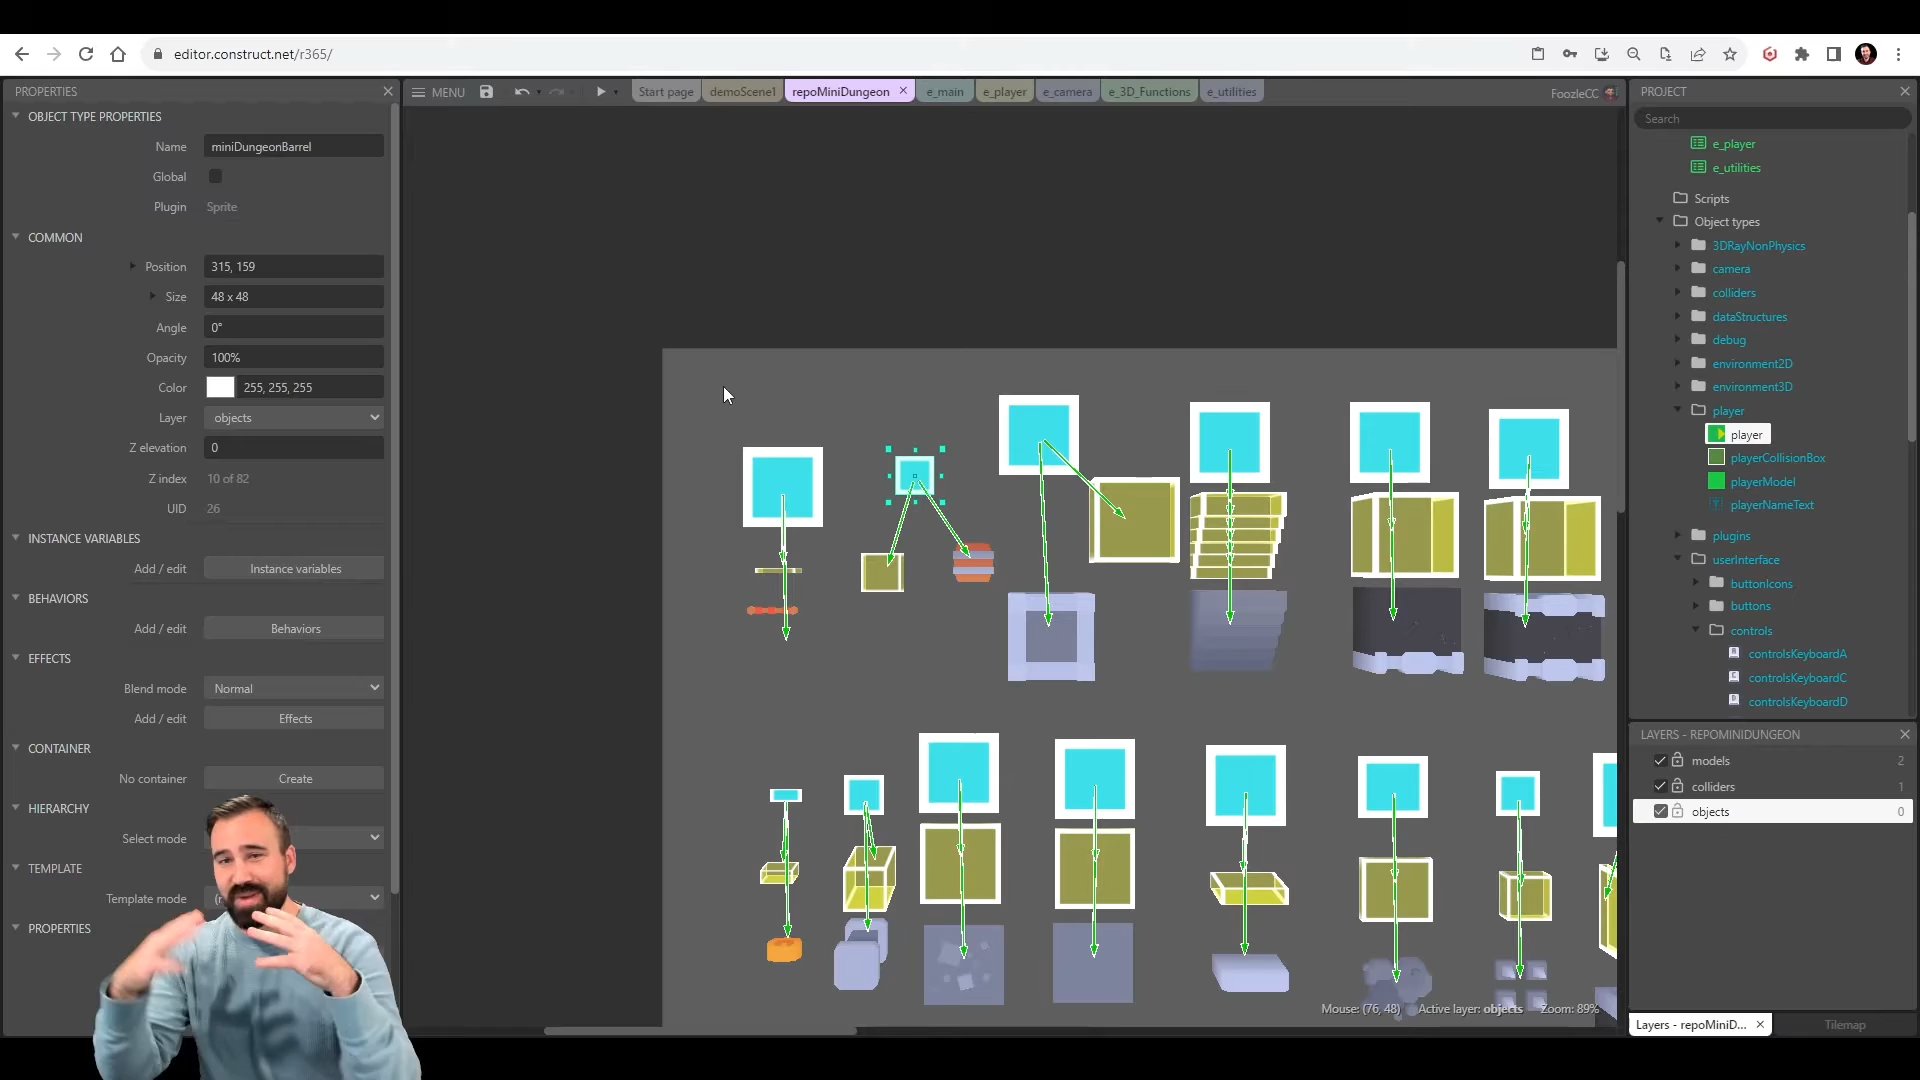 editor.construct.net/r365/
PROPERTIES
OBJECT TYPE PROPERTIES
Name miniDungeonBarrel
Global
Plugin Sprite
COMMON
Position 315, 159
Size 48 x 48
Angle 0°
Opacity 100%
Color 255, 255, 255
Layer objects
Z elevation 0
Z index 10 of 82
UID 26
INSTANCE VARIABLES
Add / edit Instance variables
BEHAVIORS
Add / edit Behaviors
EFFECTS
Blend mode Normal
Add / edit Effects
CONTAINER
No container Create
HIERARCHY
Select mode
TEMPLATE
Template mode
PROPERTIES
MENU
Start page demoScene1 repoMiniDungeon e_main e_player e_camera e_3D_Functions e_utilities
FoozleCC
Mouse: (76, 48) Active layer: objects Zoom: 89%
PROJECT
Search
e_player
e_utilities
Scripts
Object types
3DRayNonPhysics
camera
colliders
dataStructures
debug
environment2D
environment3D
player
player
playerCollisionBox
playerModel
playerNameText
plugins
userInterface
buttonIcons
buttons
controls
controlsKeyboardA
controlsKeyboardC
controlsKeyboardD
LAYERS - REPOMINIDUNGEON
models 2
colliders 1
objects 0
Layers - repoMiniD... Tilemap